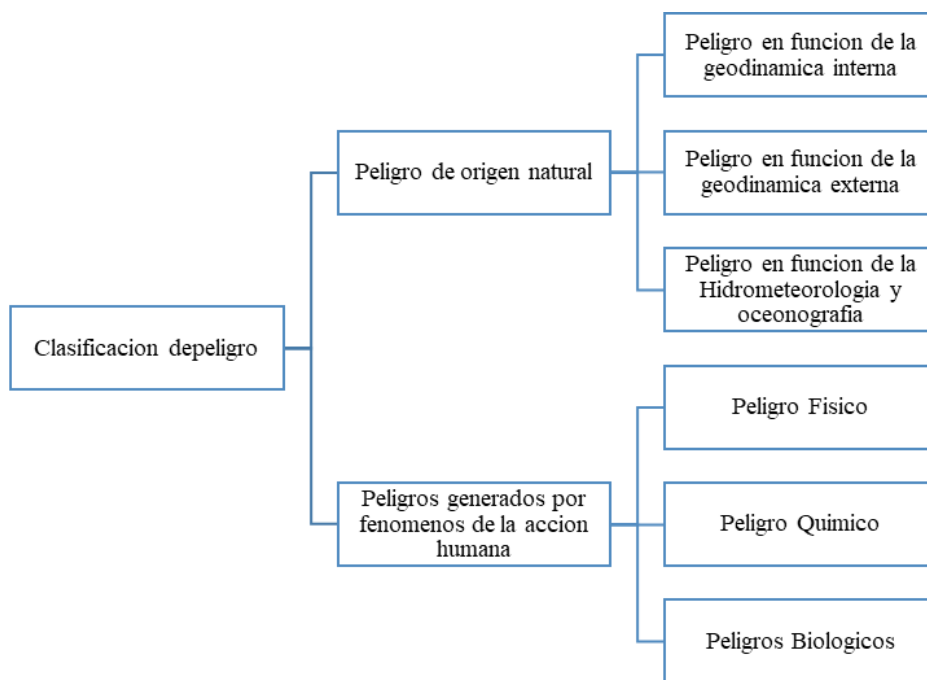 Clasificacion depeligro
Peligro de origen natural
Peligro en funcion de la
geodinamica interna
Peligro en funcion de la
geodinamica externa
Peligro en funcion de la
Hidrometeorologia y
oceonografia
Peligros generados por
fenomenos de la accion
humana
Peligro Fisico
Peligro Quimico
Peligros Biologicos